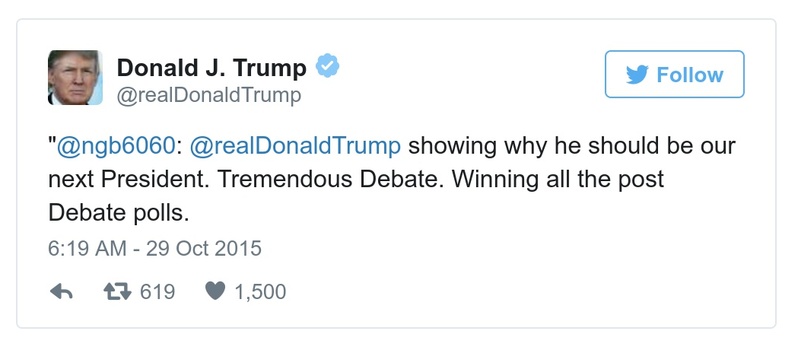 Donald J. Trump
@realDonaldTrump
Follow
"@ngb6060: @realDonaldTrump showing why he should be our
next President. Tremendous Debate. Winning all the post
Debate polls.
6:19 AM - 29 Oct 2015
619 1,500